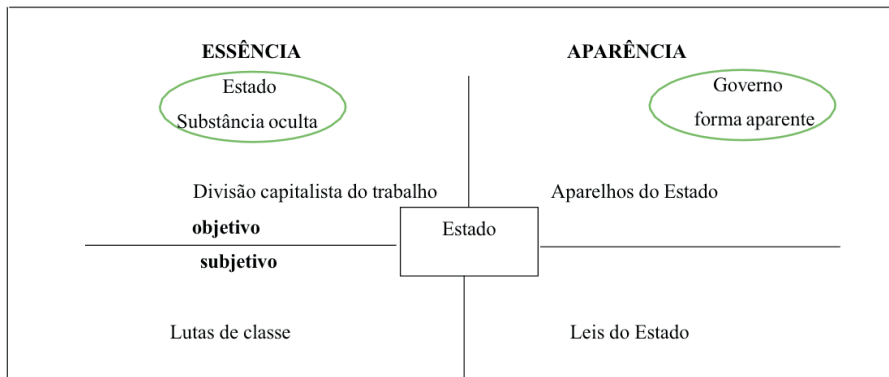 ESSÊNCIA
APARÊNCIA
Estado
Substância oculta
Governo
forma aparente
Divisão capitalista do trabalho
Aparelhos do Estado
objetivo
Estado
subjetivo
Lutas de classe
Leis do Estado